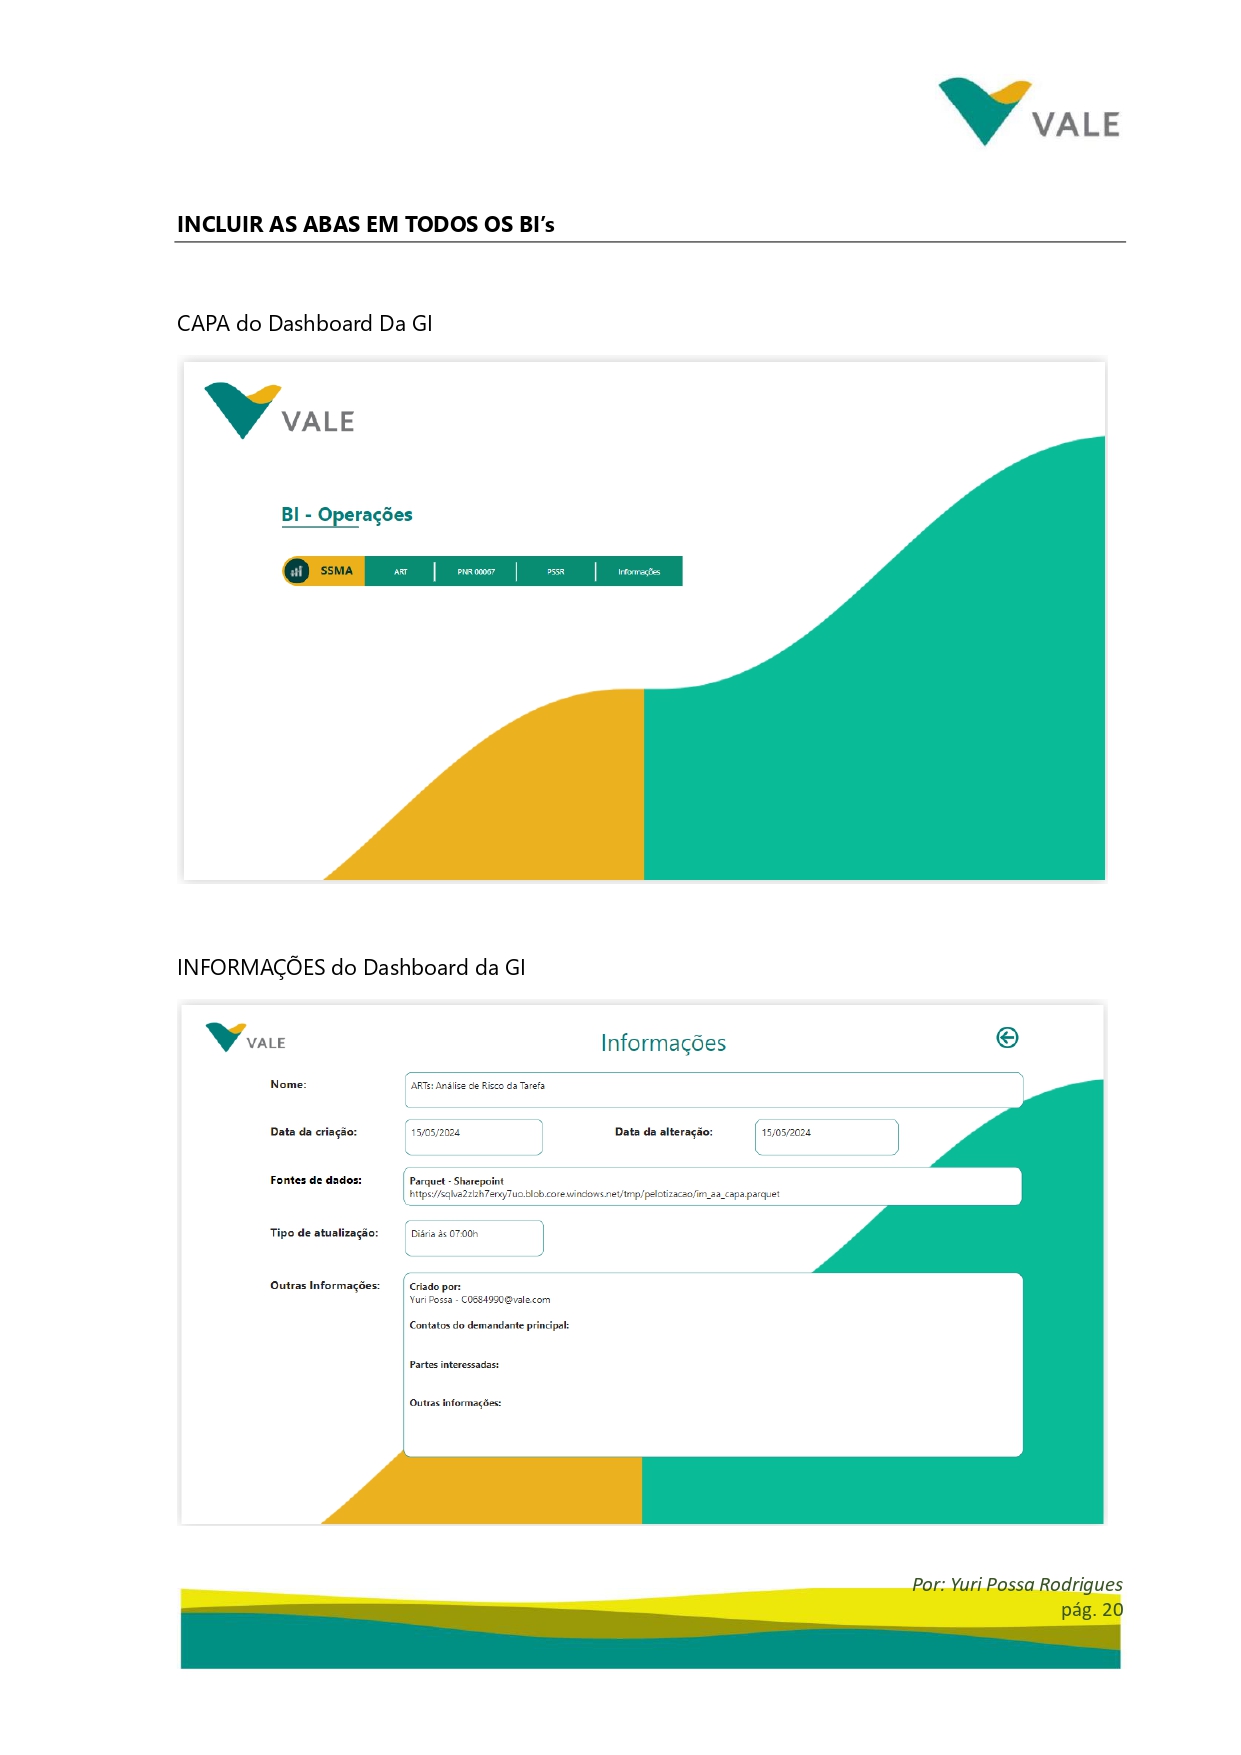 VALE
INCLUIR AS ABAS EM TODOS OS BI’s
CAPA do Dashboard Da GI
VALE
BI - Operações
SSMA ART PNR 00067 PSSR Informações
INFORMAÇÕES do Dashboard da GI
VALE
Informações
Nome: ARTs: Análise de Risco da Tarefa
Data da criação: 15/05/2024 Data da alteração: 15/05/2024
Fontes de dados: Parquet - Sharepoint
https://sqlva2zlzh7erxy7uo.blob.core.windows.net/tmp/pelotizacao/im_aa_capa.parquet
Tipo de atualização: Diária às 07:00h
Outras Informações: Criado por:
Yuri Possa - C0684990@vale.com
Contatos do demandante principal:
Partes interessadas:
Outras informações:
Por: Yuri Possa Rodrigues
pág. 20